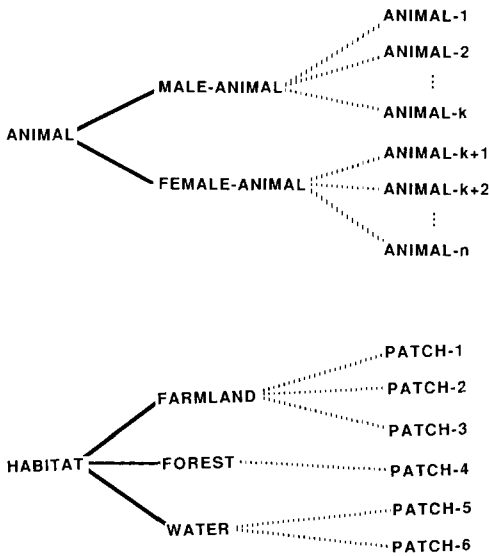 ANIMAL-1
ANIMAL-2
MALE-ANIMAL
ANIMAL-k
ANIMAL
ANIMAL-k+1
FEMALE-ANIMAL
ANIMAL-k+2
ANIMAL-n
PATCH-1
PATCH-2
FARMLAND
PATCH-3
HABITAT
FOREST
PATCH-4
PATCH-5
WATER
PATCH-6